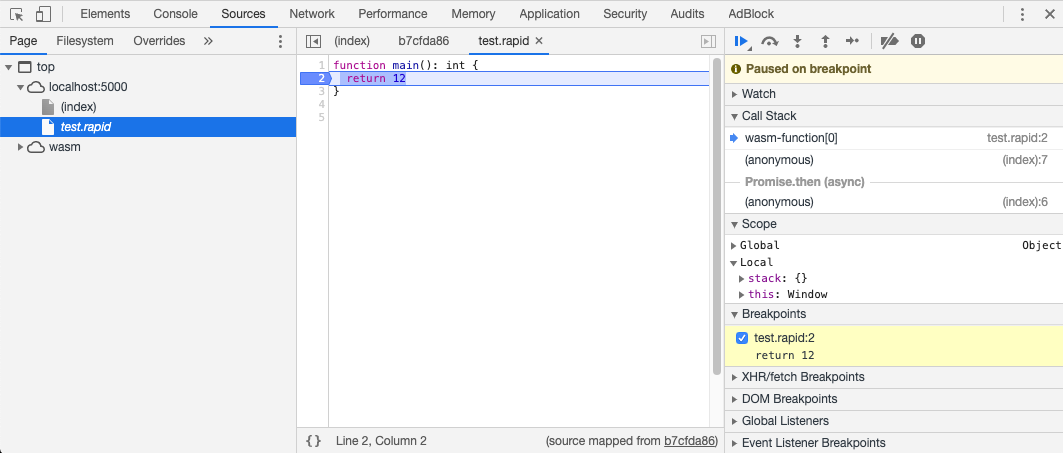 Elements Console Sources Network Performance Memory Application Security Audits AdBlock
Page Filesystem Overrides »
top
localhost:5000
(index)
test.rapid
wasm
(index) b7cfda86 test.rapid ×
1 function main(): int {
2 return 12
3 }
4
5
{} Line 2, Column 2 (source mapped from b7cfda86)
Paused on breakpoint
Watch
Call Stack
wasm-function[0] test.rapid:2
(anonymous) (index):7
Promise.then (async)
(anonymous) (index):6
Scope
Global Object
Local
stack: {}
this: Window
Breakpoints
test.rapid:2
return 12
XHR/fetch Breakpoints
DOM Breakpoints
Global Listeners
Event Listener Breakpoints